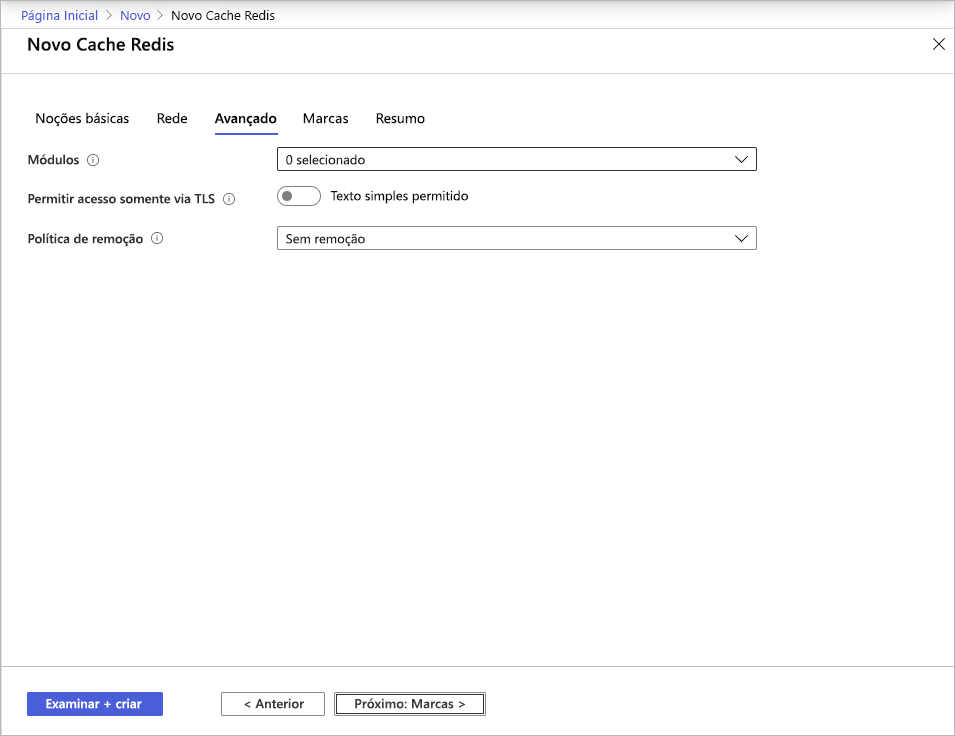 Página Inicial > Novo > Novo Cache Redis
Novo Cache Redis
Noções básicas Rede Avançado Marcas Resumo
Módulos 0 selecionado
Permitir acesso somente via TLS Texto simples permitido
Política de remoção Sem remoção
Examinar + criar < Anterior Próximo: Marcas >